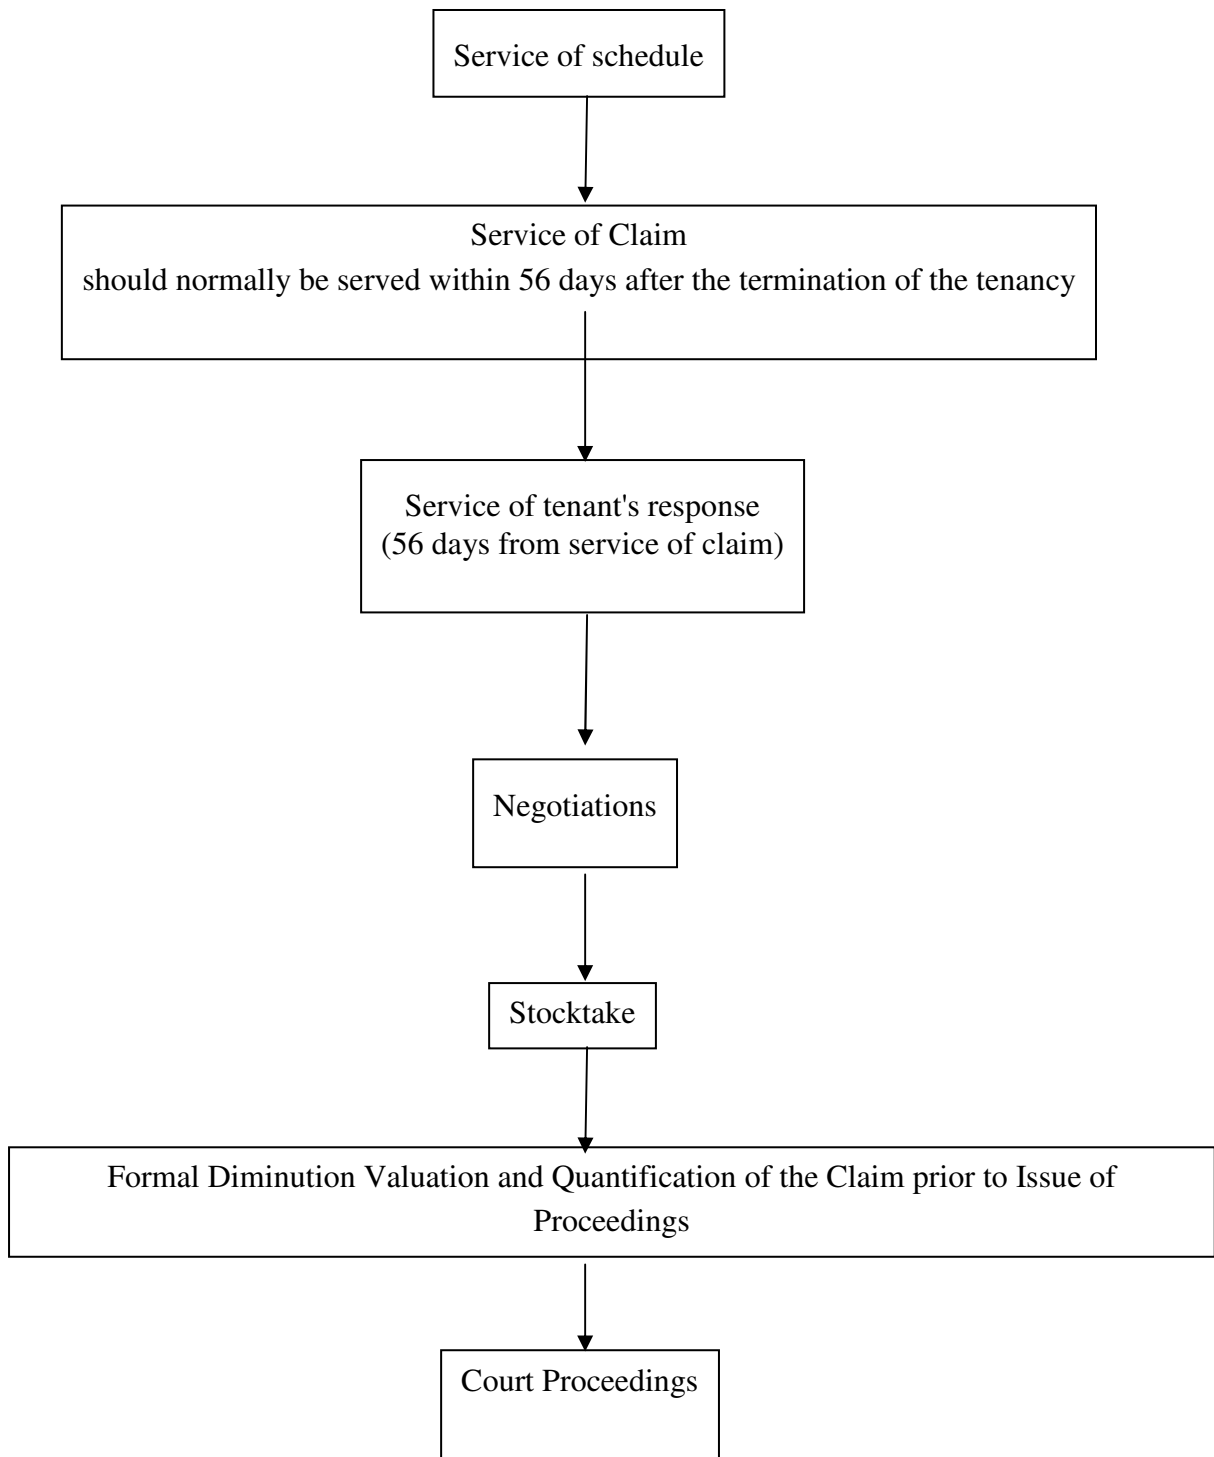 Service of schedule
Service of Claim
should normally be served within 56 days after the termination of the tenancy
Service of tenant's response
(56 days from service of claim)
Negotiations
Stocktake
Formal Diminution Valuation and Quantification of the Claim prior to Issue of
Proceedings
Court Proceedings